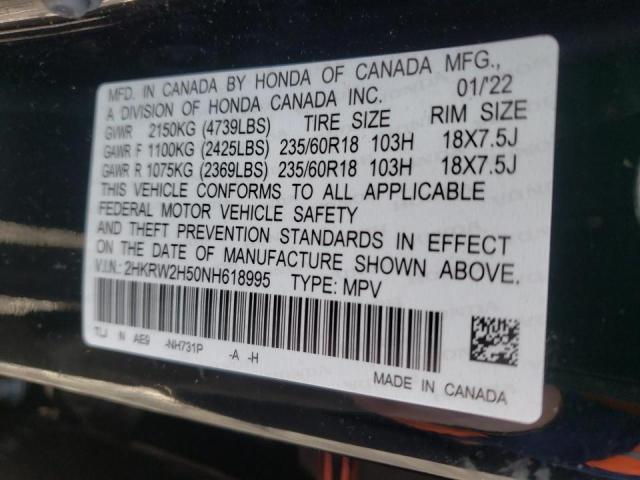 MFD. IN CANADA BY HONDA OF CANADA MFG.,
A DIVISION OF HONDA CANADA INC. 01/'22
GVWR 2150KG (4739LBS) TIRE SIZE RIM SIZE
GAWR F 1100KG (2425LBS) 235/60R18 103H 18X7.5J
GAWR R 1075KG (2369LBS) 235/60R18 103H 18X7.5J
THIS VEHICLE CONFORMS TO ALL APPLICABLE
FEDERAL MOTOR VEHICLE SAFETY
AND THEFT PREVENTION STANDARDS IN EFFECT
ON THE DATE OF MANUFACTURE SHOWN ABOVE.
V.I.N.: 2HKRW2H50NH618995 TYPE: MPV
TLJ N AE9 -NH731P -A -H
MADE IN CANADA